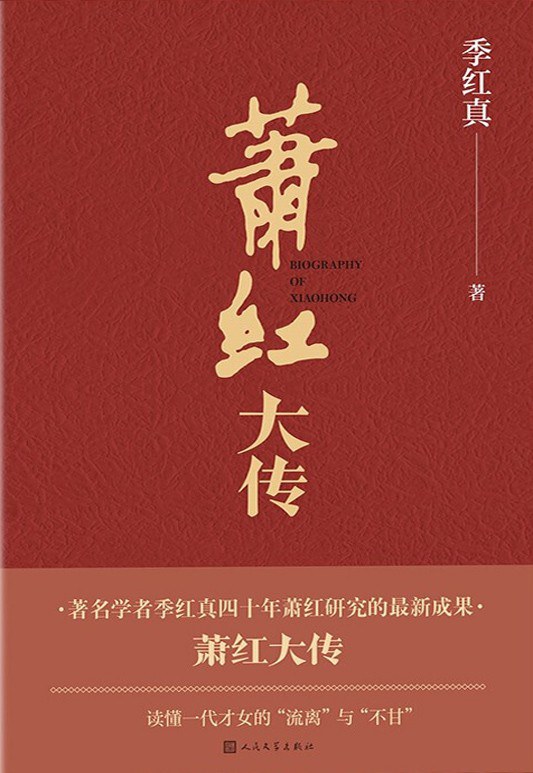 季红真
著
萧红
BIOGRAPHY
OF
XIAOHONG
大传
·著名学者季红真四十年萧红研究的最新成果·
萧红大传
读懂一代才女的“流离”与“不甘”
人民文学出版社